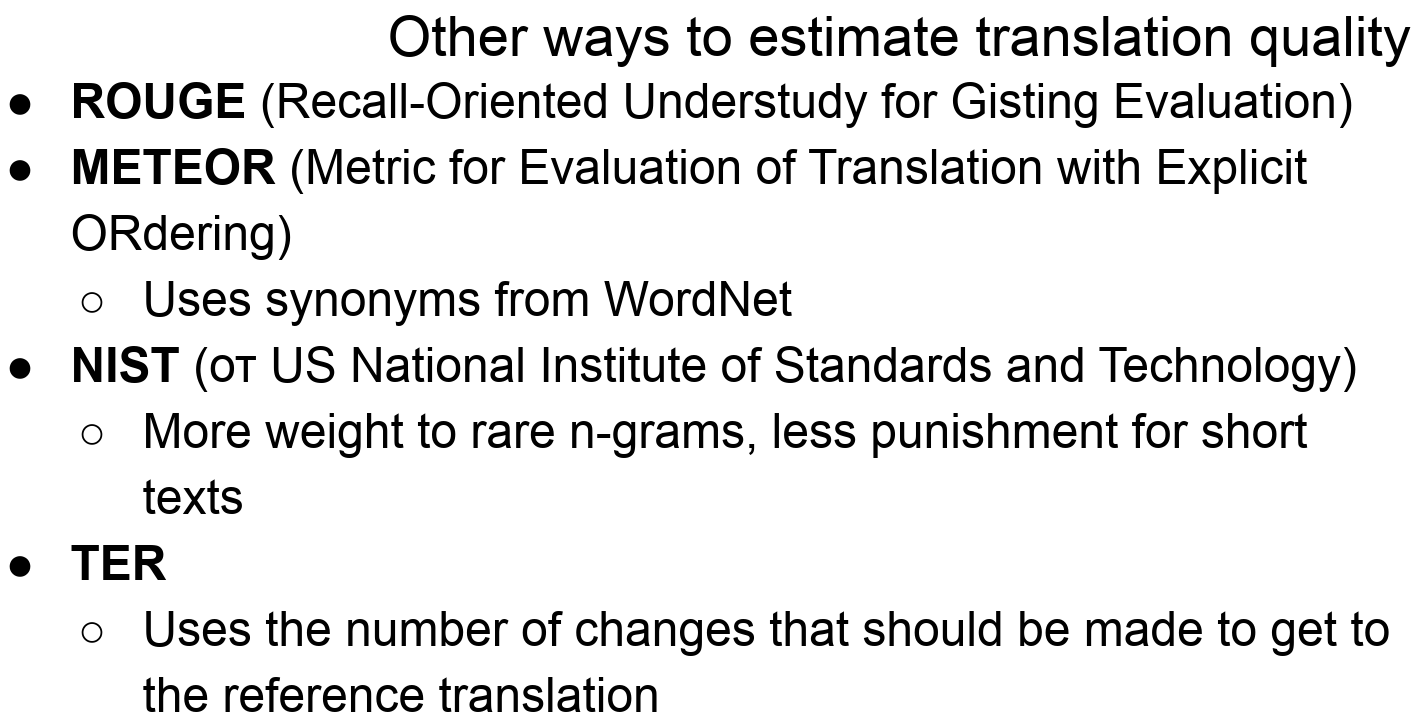 Other ways to estimate translation quality
● ROUGE (Recall-Oriented Understudy for Gisting Evaluation)
● METEOR (Metric for Evaluation of Translation with Explicit
ORdering)
○ Uses synonyms from WordNet
● NIST (от US National Institute of Standards and Technology)
○ More weight to rare n-grams, less punishment for short
texts
● TER
○ Uses the number of changes that should be made to get to
the reference translation